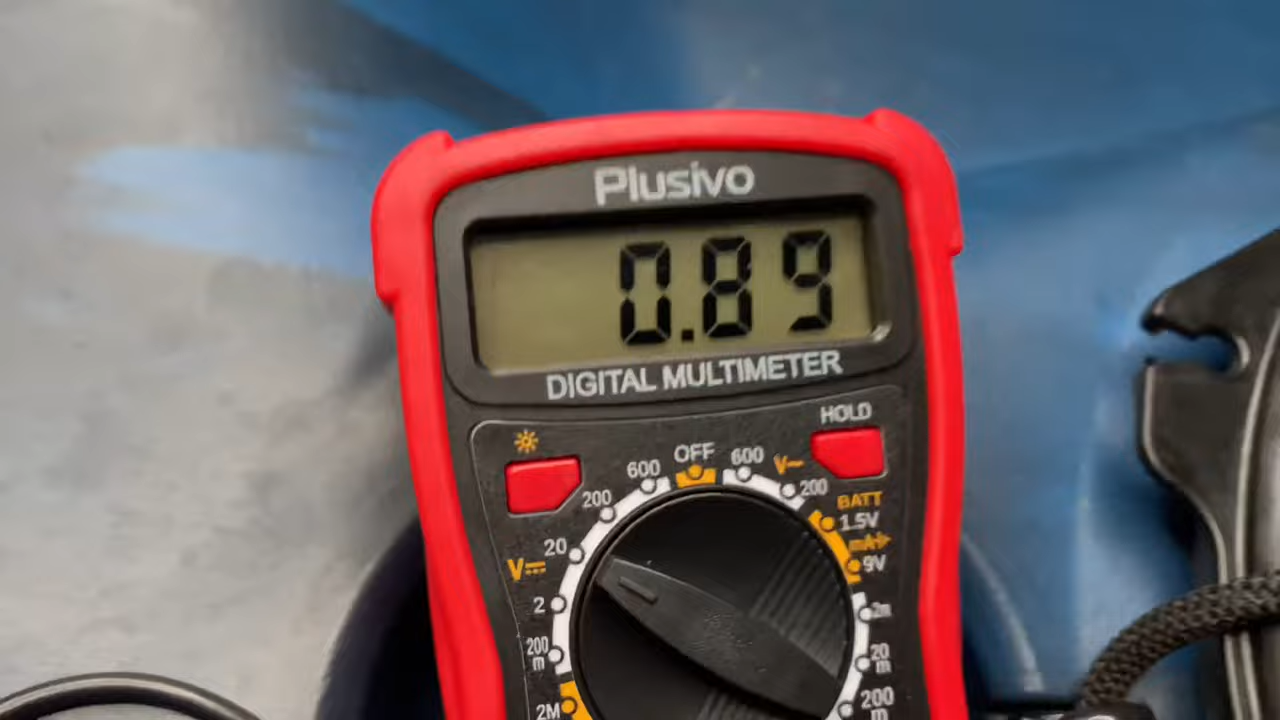 Plusivo
0.89
DIGITAL MULTIMETER
HOLD
OFF
600
600
V~
200
200
BATT
1.5V
20
mA
9V
V
2
2m
200
m
20
m
2M
200
m